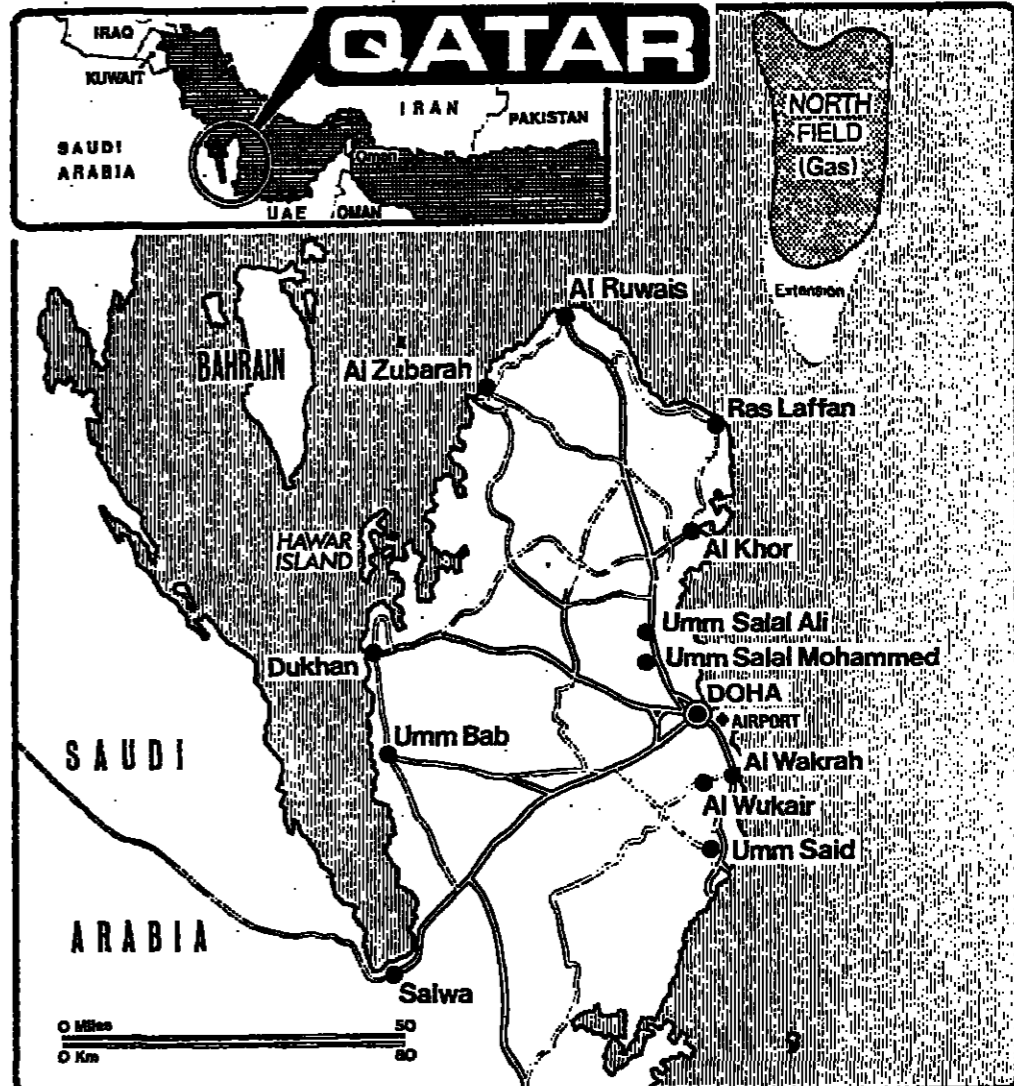 QATAR
IRAQ
KUWAIT
IRAN
PAKISTAN
SAUDI
ARABIA
Oman
UAE
OMAN
NORTH
FIELD
(Gas)
Extension
Al Ruwais
BAHRAIN
Al Zubarah
Ras Laffan
HAWAR
ISLAND
Al Khor
Umm Salal Ali
Umm Salal Mohammed
Dukhan
DOHA
AIRPORT
Umm Bab
SAUDI
Al Wakrah
Al Wukair
Umm Said
ARABIA
Salwa
0 Miles 50
0 Km 80